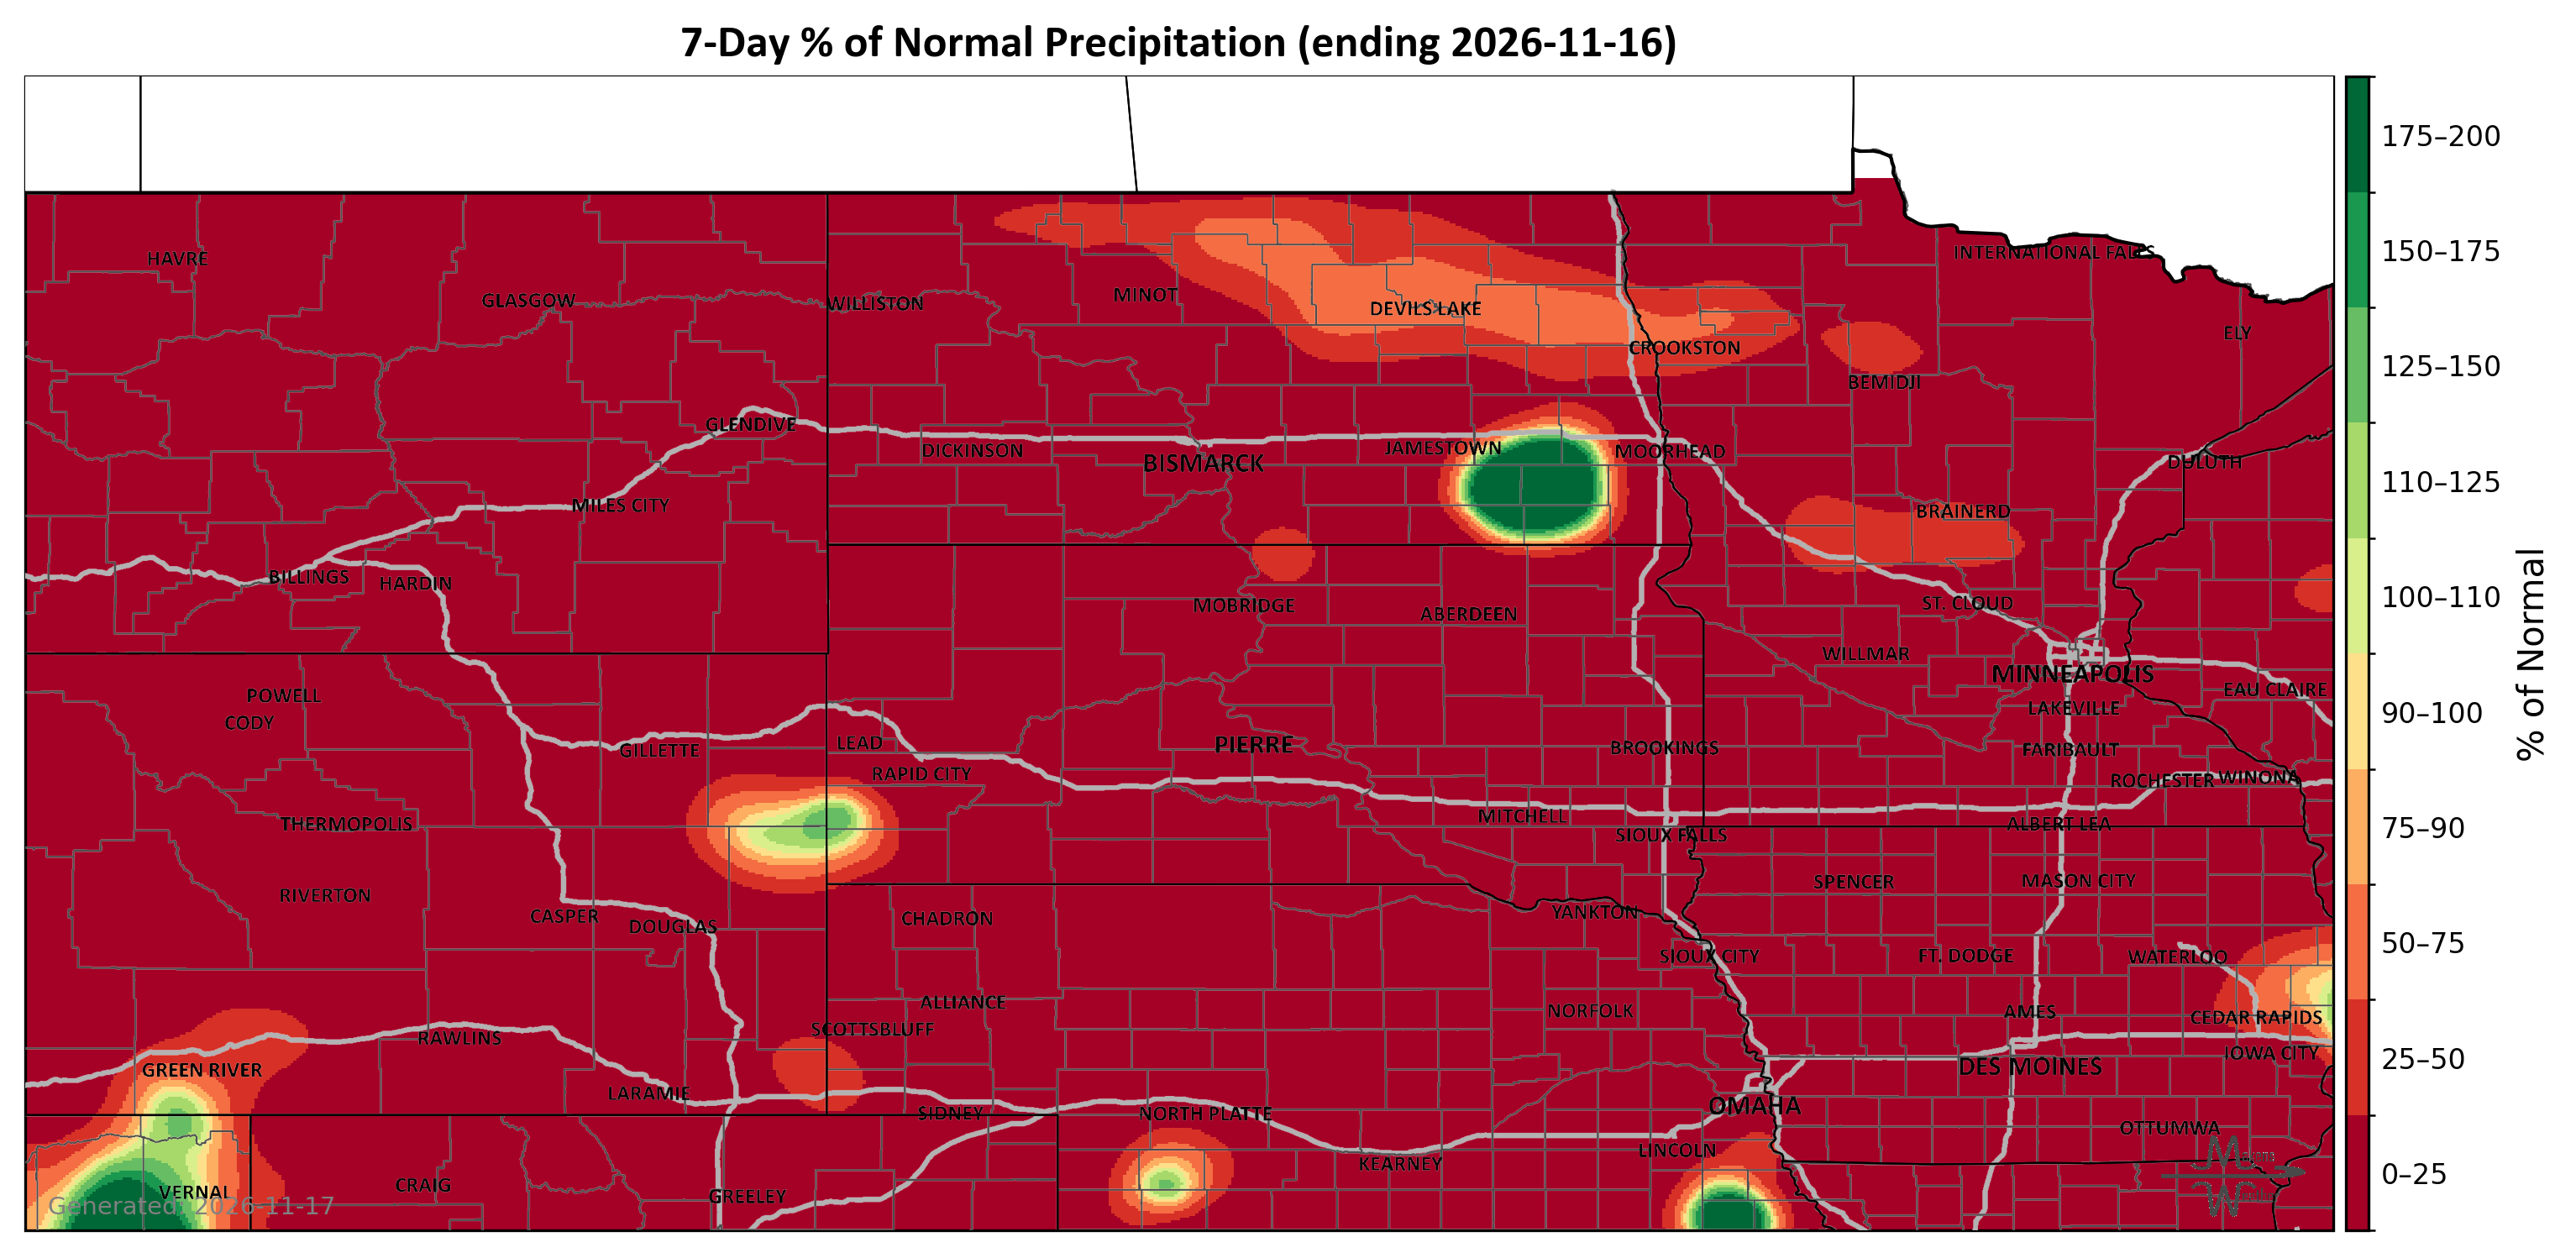 7-Day % of Normal Precipitation (ending 2026-11-16)
HAVRE
INTERNATIONAL FALLS
GLASGOW
WILLISTON
MINOT
DEVILS LAKE
ELY
CROOKSTON
BEMIDJI
GLENDIVE
DICKINSON
BISMARCK
JAMESTOWN
MOORHEAD
DULUTH
MILES CITY
BRAINERD
BILLINGS
HARDIN
MOBRIDGE
ABERDEEN
ST. CLOUD
WILLMAR
MINNEAPOLIS
EAU CLAIRE
POWELL
CODY
LAKEVILLE
GILLETTE
LEAD
PIERRE
BROOKINGS
FARIBAULT
RAPID CITY
ROCHESTER
WINONA
THERMOPOLIS
MITCHELL
SIOUX FALLS
ALBERT LEA
RIVERTON
SPENCER
MASON CITY
CASPER
DOUGLAS
CHADRON
YANKTON
SIOUX CITY
FT. DODGE
WATERLOO
ALLIANCE
NORFOLK
AMES
CEDAR RAPIDS
SCOTTSBLUFF
RAWLINS
IOWA CITY
GREEN RIVER
DES MOINES
LARAMIE
SIDNEY
NORTH PLATTE
OMAHA
OTTUMWA
LINCOLN
KEARNEY
VERNAL
CRAIG
GREELEY
Generated: 2026-11-17
175–200
150–175
125–150
110–125
100–110
90–100
75–90
50–75
25–50
0–25
% of Normal